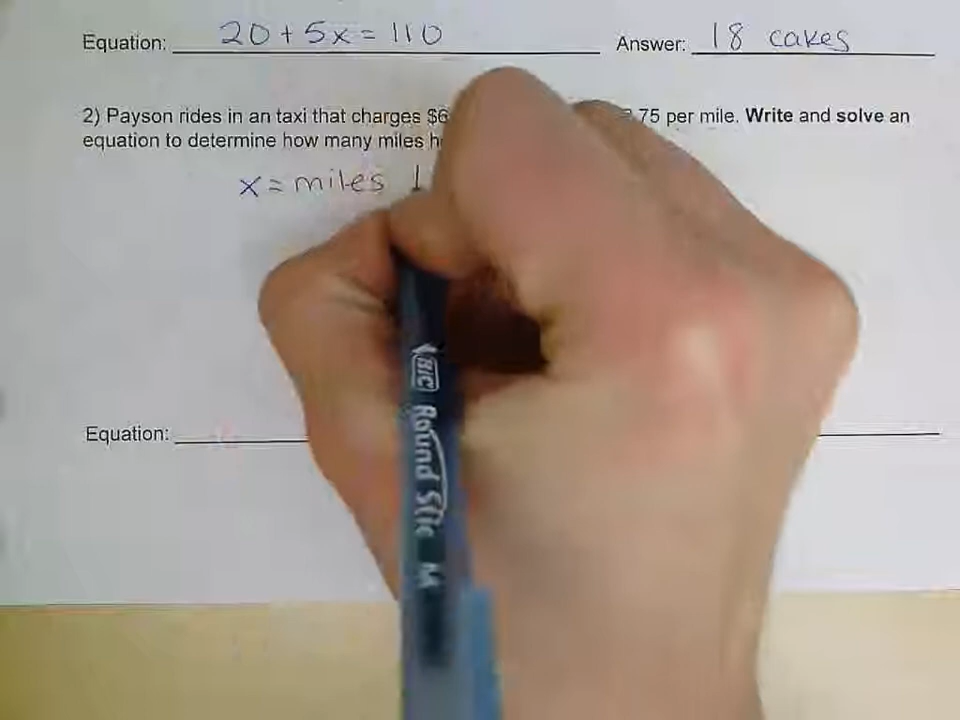 Equation: 20 + 5x = 110 Answer: 18 cakes
2) Payson rides in an taxi that charges $6 .75 per mile. Write and solve an
equation to determine how many miles
x = miles
Equation:
BIC Round Stic M